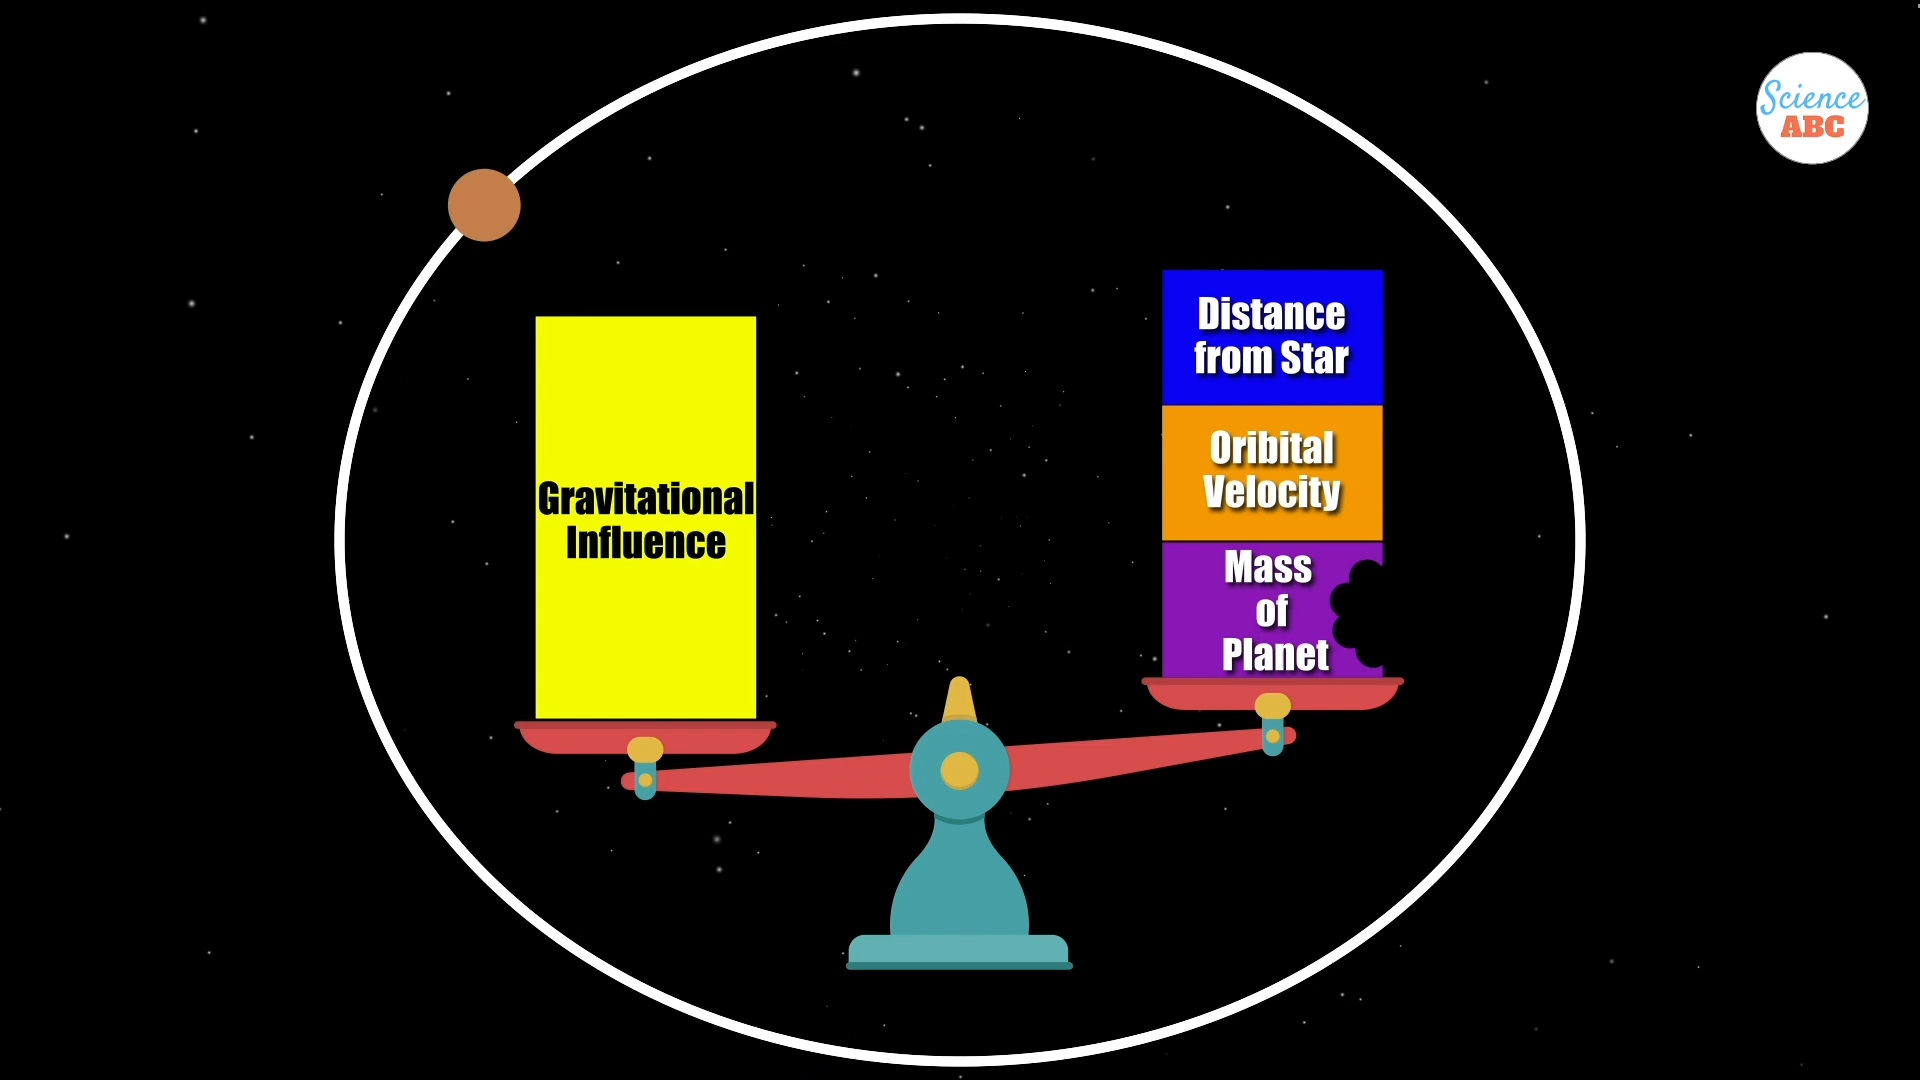 Science
ABC
Distance
from Star
Oribital
Velocity
Gravitational
Influence
Mass
of
Planet